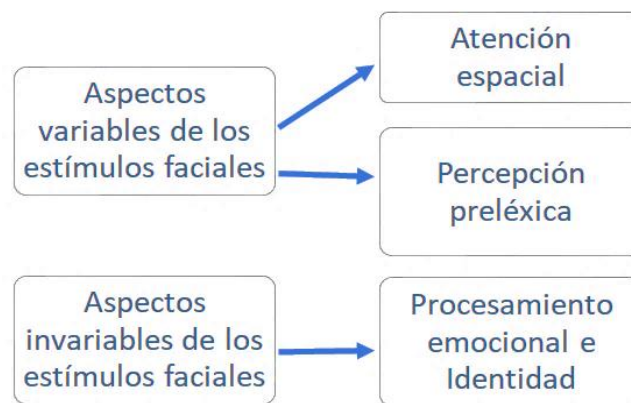 Aspectos
variables de los
estímulos faciales
Atención
espacial
Percepción
preléxica
Aspectos
invariables de los
estímulos faciales
Procesamiento
emocional e
Identidad